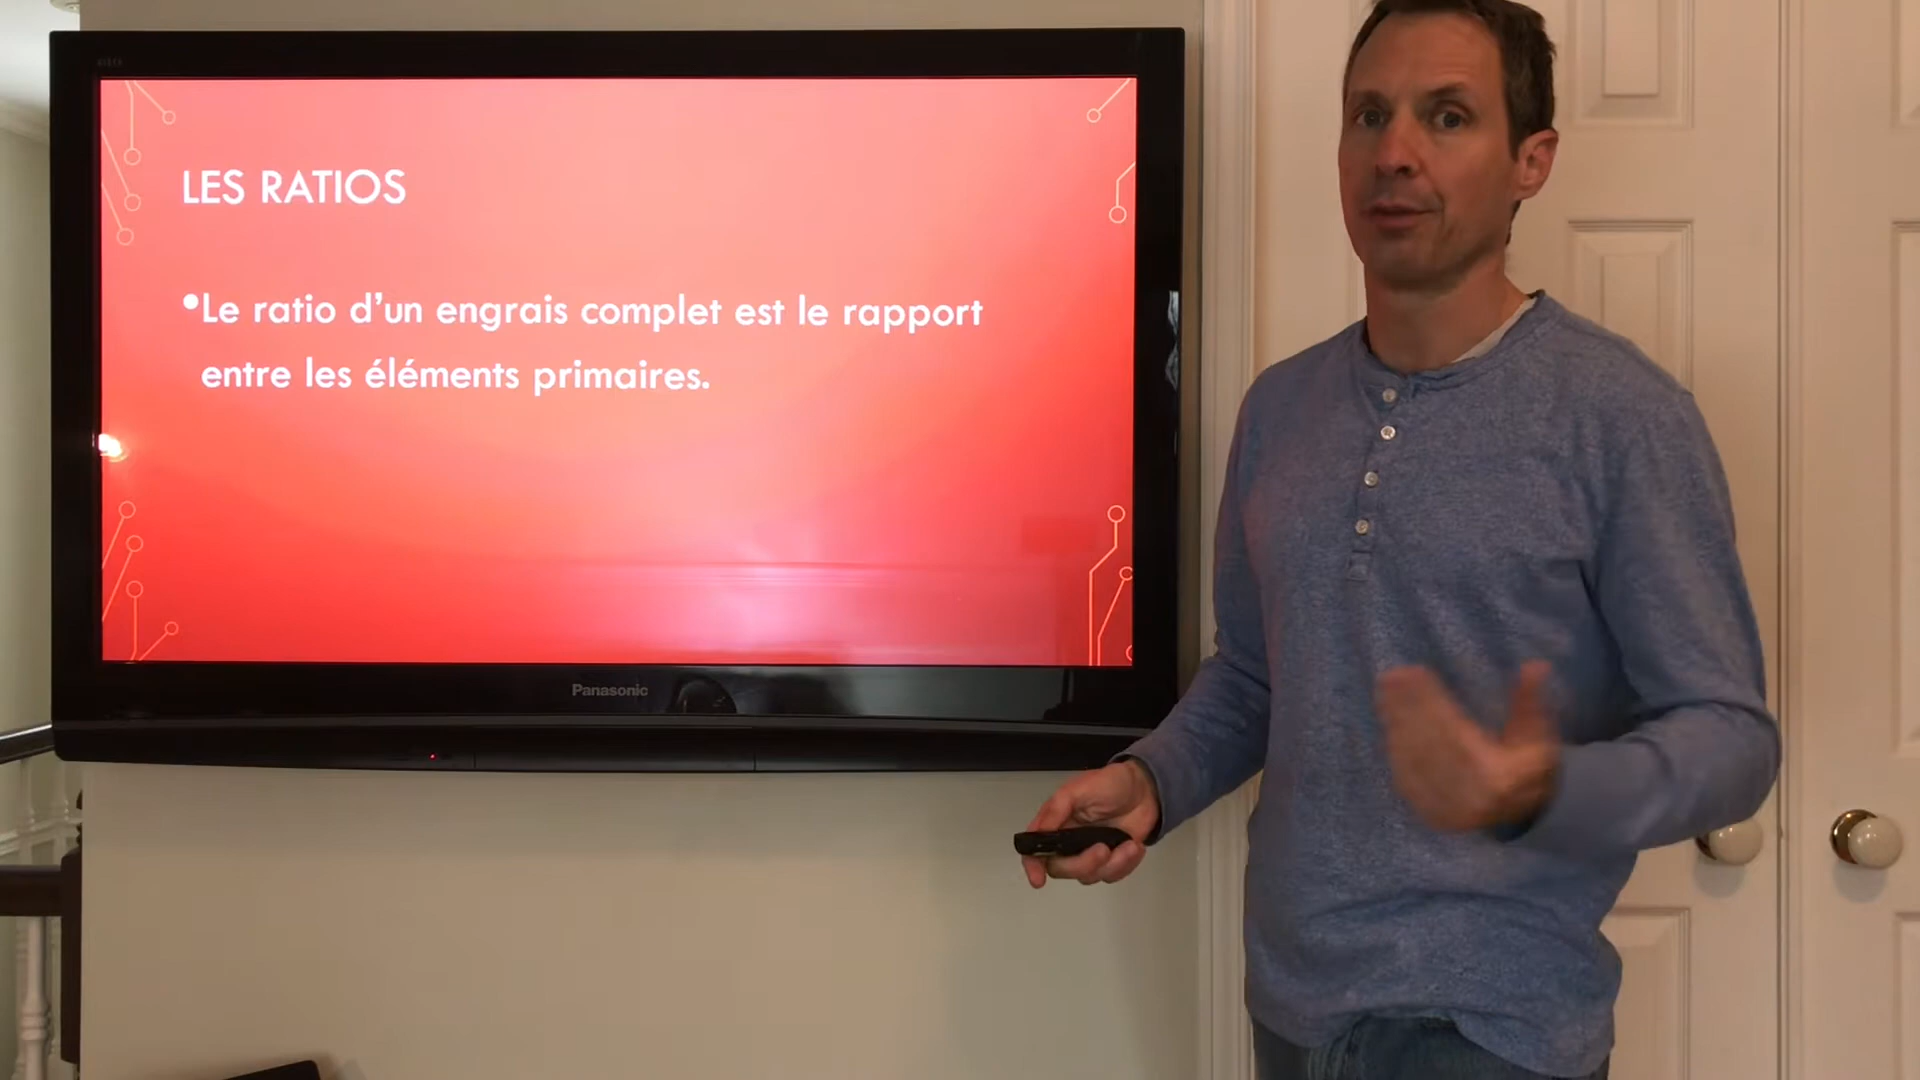 LES RATIOS
•Le ratio d’un engrais complet est le rapport
entre les éléments primaires.
Panasonic